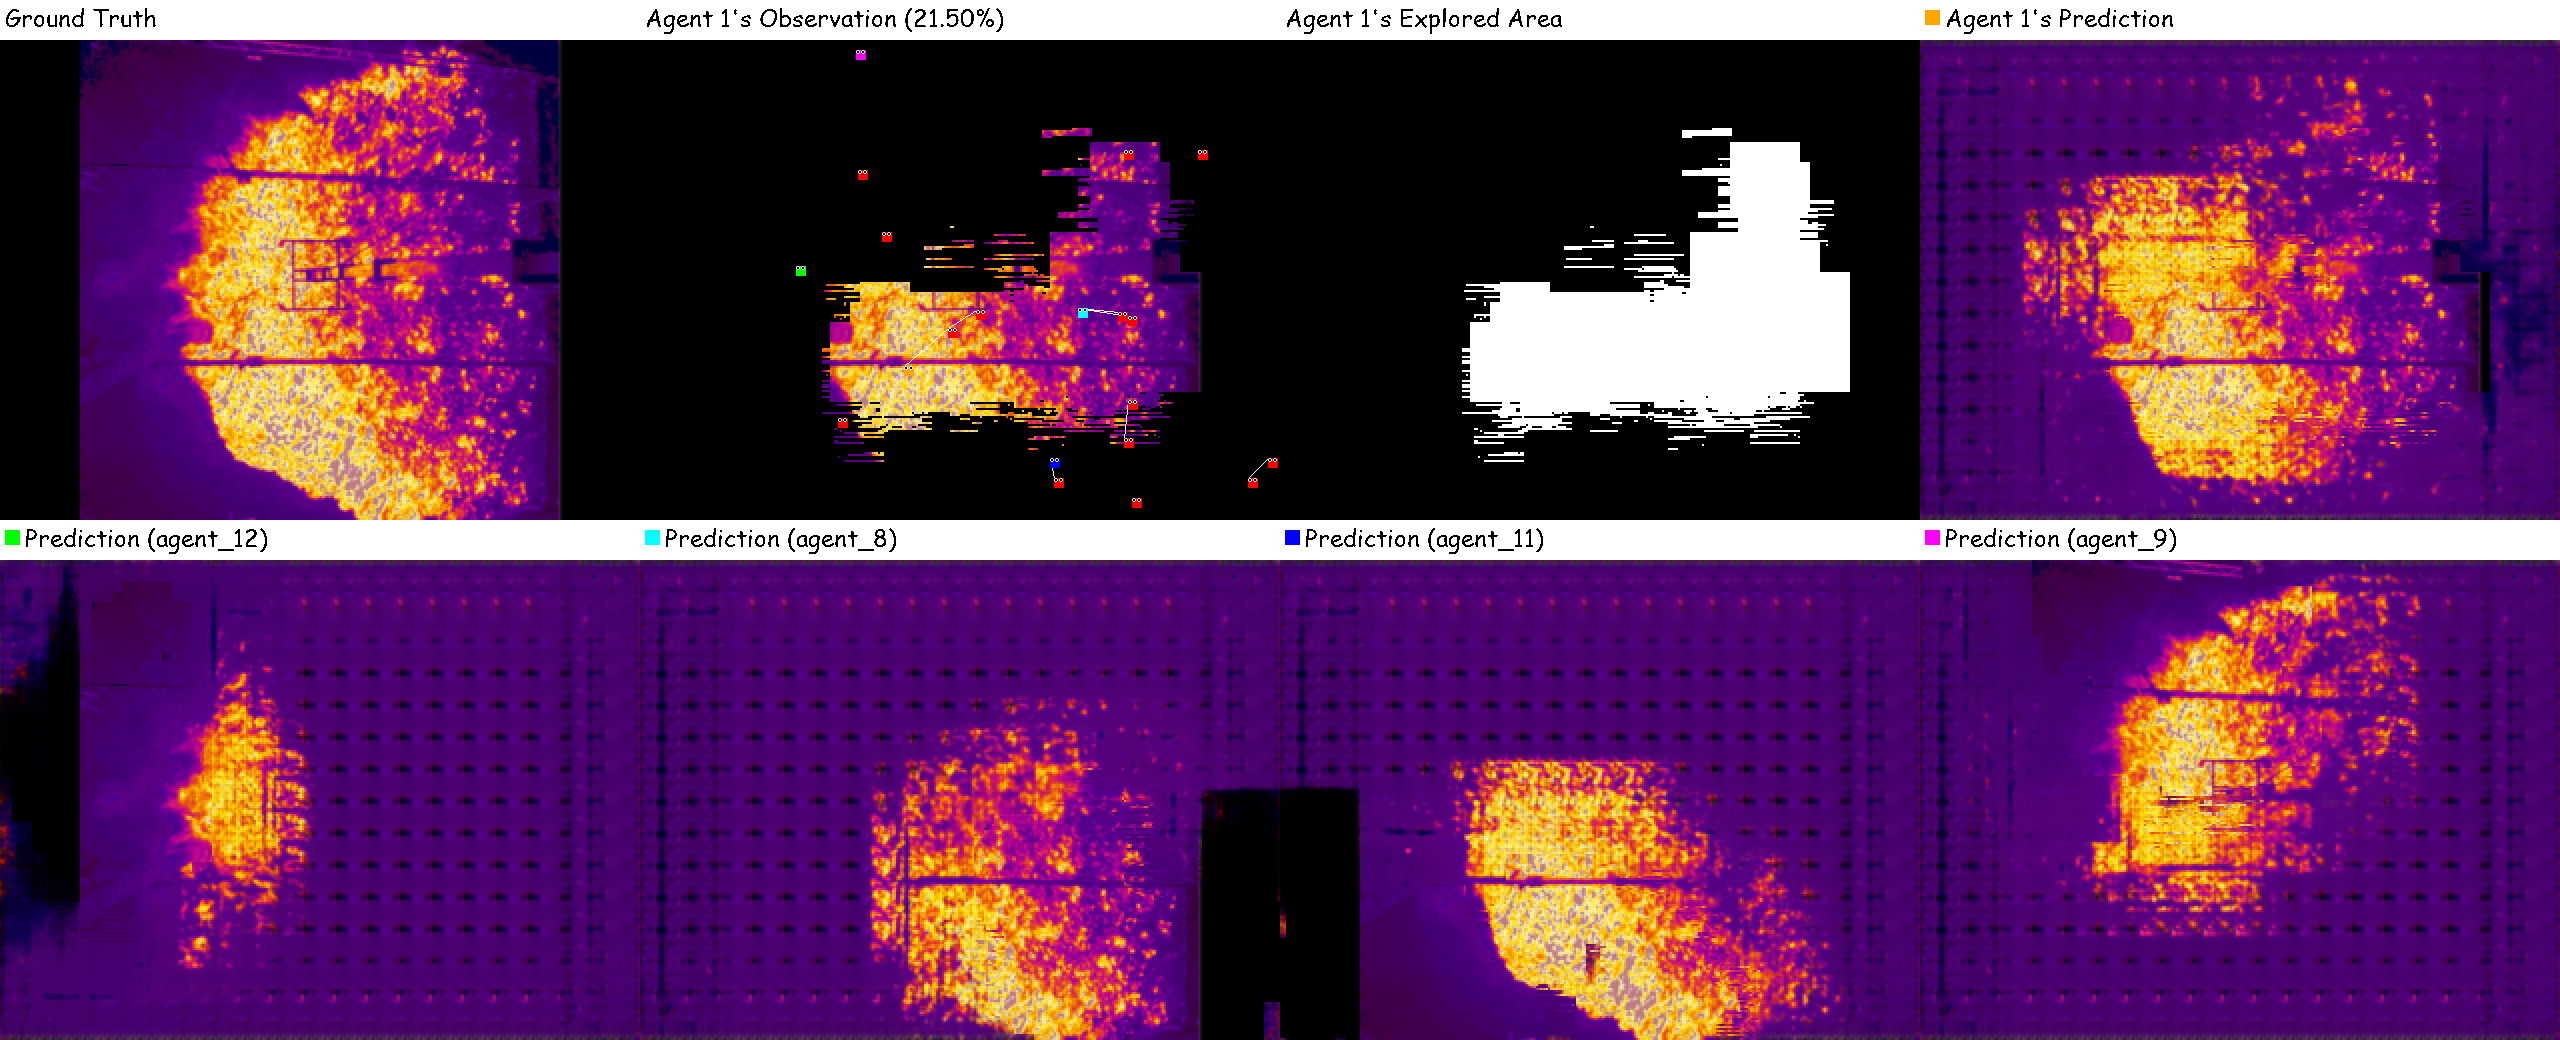 Ground Truth
Agent 1's Observation (21.50%)
Agent 1's Explored Area
Agent 1's Prediction
Prediction (agent_12)
Prediction (agent_8)
Prediction (agent_11)
Prediction (agent_9)